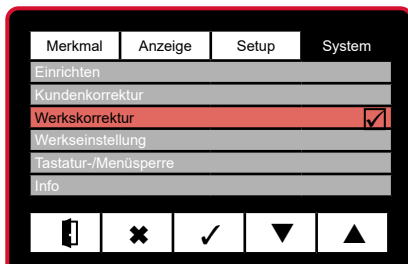 Merkmal Anzeige Setup System
Einrichten
Kundenkorrektur
Werkskorrektur
Werkseinstellung
Tastatur-/Menüsperre
Info